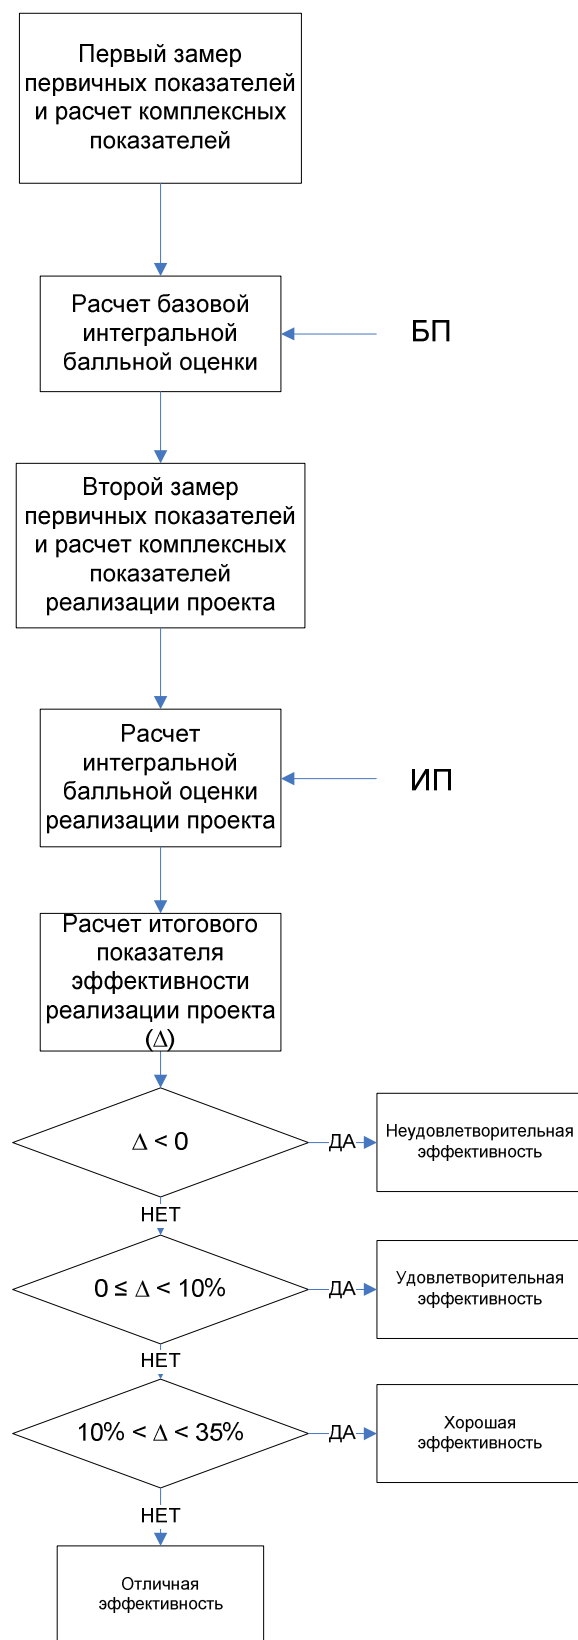 Первый замер
первичных показателей
и расчет комплексных
показателей
Расчет базовой
интегральной
балльной оценки
БП
Второй замер
первичных показателей
и расчет комплексных
показателей
реализации проекта
Расчет
интегральной
балльной оценки
реализации проекта
ИП
Расчет итогового
показателя
эффективности
реализации проекта
(∆)
∆ < 0
ДА
Неудовлетворительная
эффективность
НЕТ
0 ≤ ∆ < 10%
ДА
Удовлетворительная
эффективность
НЕТ
10% < ∆ < 35%
ДА
Хорошая
эффективность
НЕТ
Отличная
эффективность